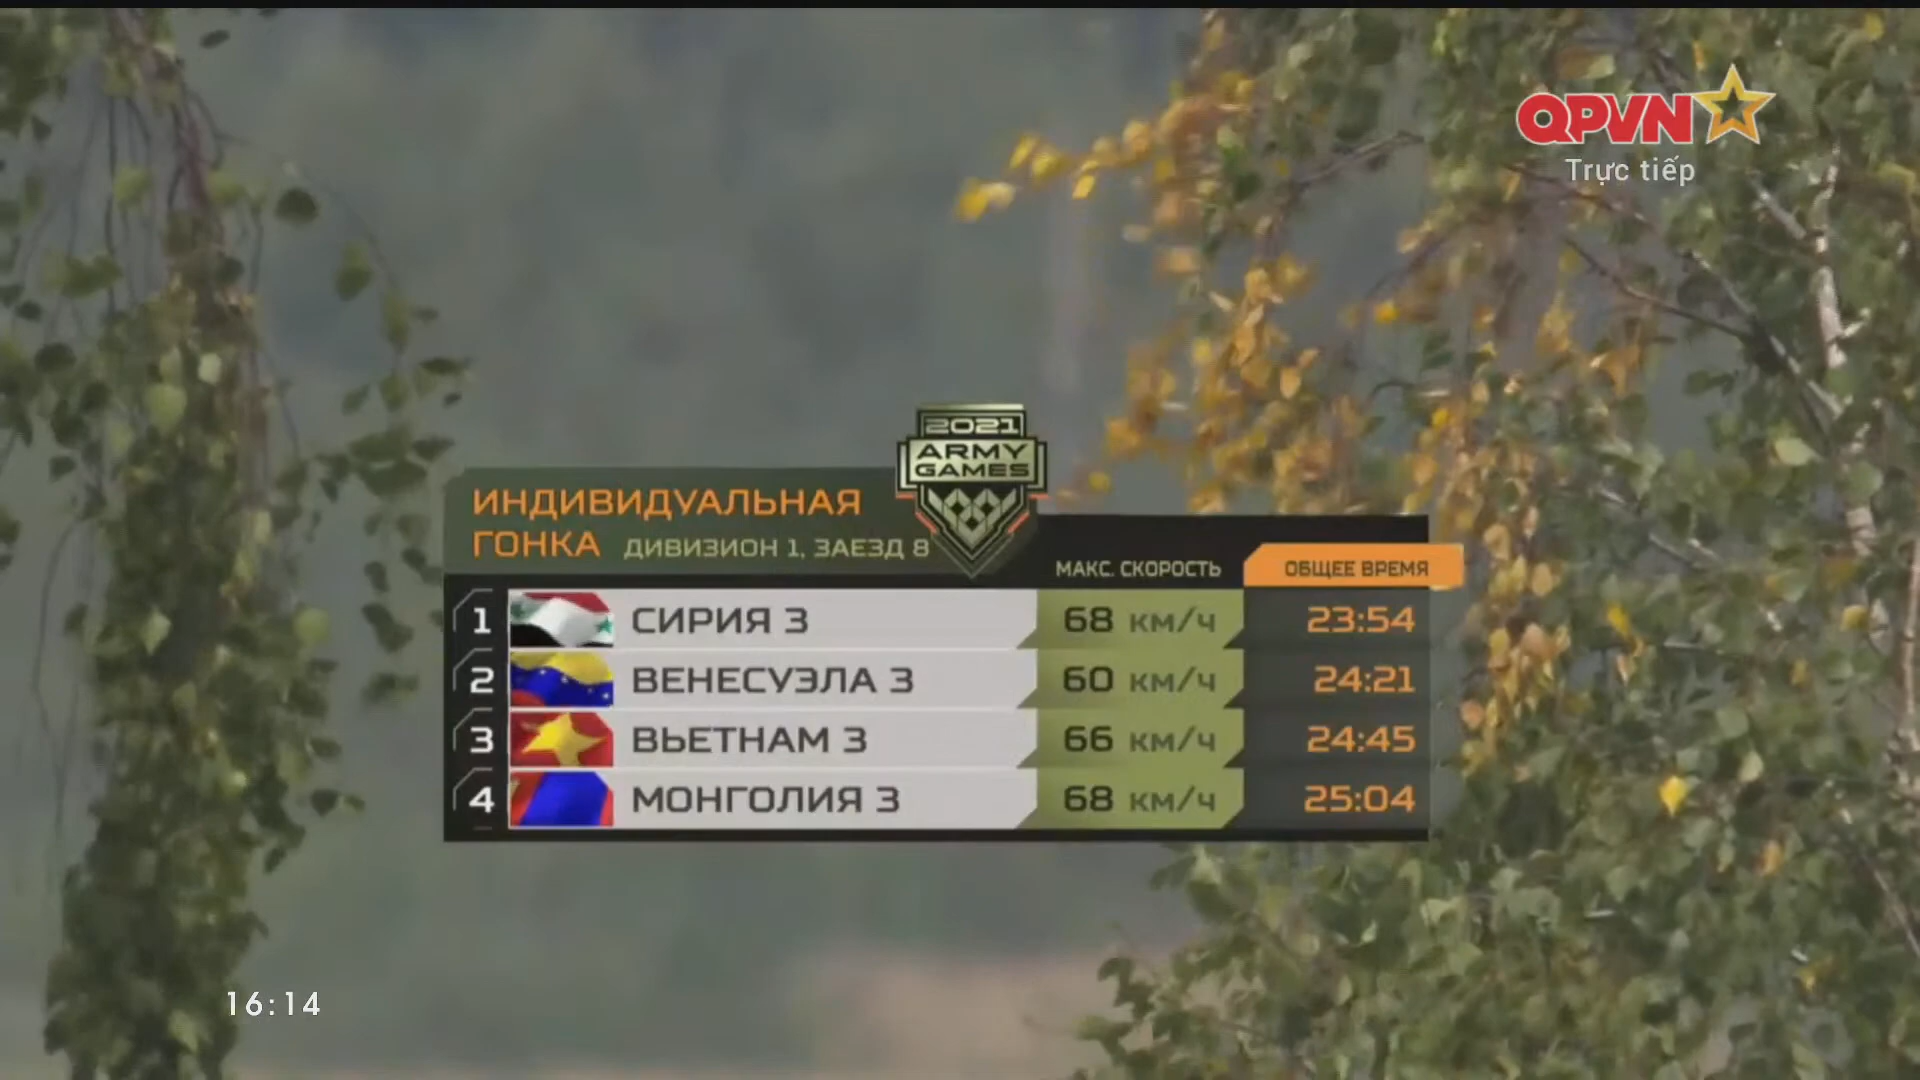 QPVN
Trực tiếp
2021
ARMY
GAMES
ИНДИВИДУАЛЬНАЯ
ГОНКА ДИВИЗИОН 1, ЗАЕЗД 8
МАКС. СКОРОСТЬ ОБЩЕЕ ВРЕМЯ
1 СИРИЯ 3 68 КМ/Ч 23:54
2 ВЕНЕСУЭЛА 3 60 КМ/Ч 24:21
3 ВЬЕТНАМ 3 66 КМ/Ч 24:45
4 МОНГОЛИЯ 3 68 КМ/Ч 25:04
16:14